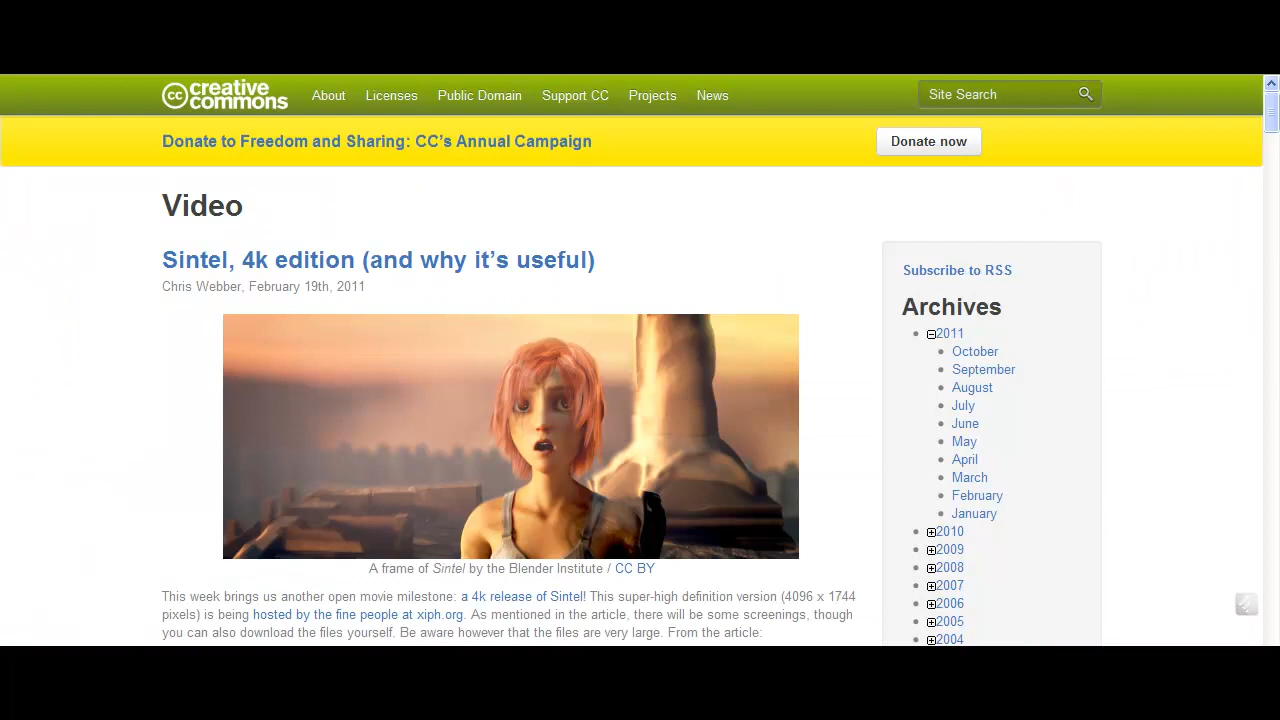 cc creative commons
About Licenses Public Domain Support CC Projects News
Site Search
Donate to Freedom and Sharing: CC’s Annual Campaign
Donate now
Video
Sintel, 4k edition (and why it’s useful)
Chris Webber, February 19th, 2011
A frame of Sintel by the Blender Institute / CC BY
This week brings us another open movie milestone: a 4k release of Sintel! This super-high definition version (4096 x 1744
pixels) is being hosted by the fine people at xiph.org. As mentioned in the article, there will be some screenings, though
you can also download the files yourself. Be aware however that the files are very large. From the article:
Subscribe to RSS
Archives
2011
October
September
August
July
June
May
April
March
February
January
2010
2009
2008
2007
2006
2005
2004